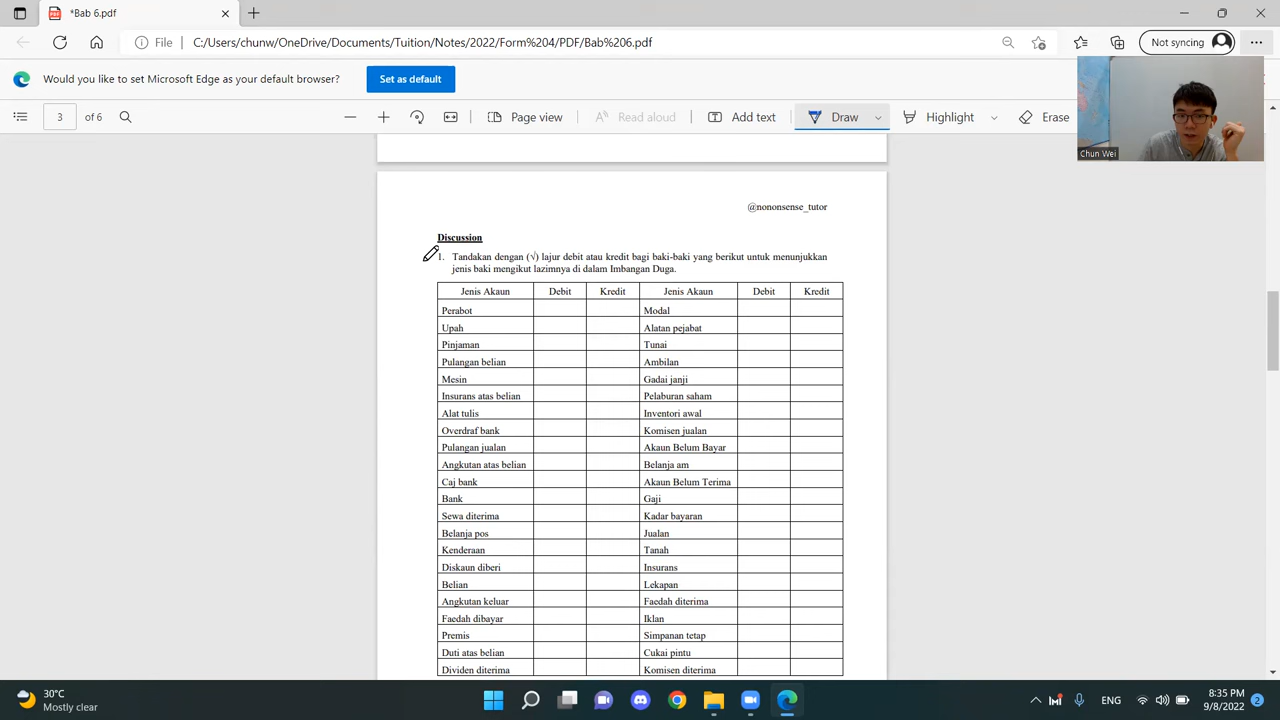 *Bab 6.pdf
File C:/Users/chunw/OneDrive/Documents/Tuition/Notes/2022/Form%204/PDF/Bab%206.pdf
Not syncing
Would you like to set Microsoft Edge as your default browser? Set as default
3 of 6 Page view Read aloud Add text Draw Highlight Erase
Chun Wei
@nononsense_tutor
Discussion
1. Tandakan dengan (√) lajur debit atau kredit bagi baki-baki yang berikut untuk menunjukkan
jenis baki mengikut lazimnya di dalam Imbangan Duga.
Jenis Akaun Debit Kredit Jenis Akaun Debit Kredit
Perabot Modal
Upah Alatan pejabat
Pinjaman Tunai
Pulangan belian Ambilan
Mesin Gadai janji
Insurans atas belian Pelaburan saham
Alat tulis Inventori awal
Overdraf bank Komisen jualan
Pulangan jualan Akaun Belum Bayar
Angkutan atas belian Belanja am
Caj bank Akaun Belum Terima
Bank Gaji
Sewa diterima Kadar bayaran
Belanja pos Jualan
Kenderaan Tanah
Diskaun diberi Insurans
Belian Lekapan
Angkutan keluar Faedah diterima
Faedah dibayar Iklan
Premis Simpanan tetap
Duti atas belian Cukai pintu
Dividen diterima Komisen diterima
30°C
Mostly clear
ENG
8:35 PM
9/8/2022
2